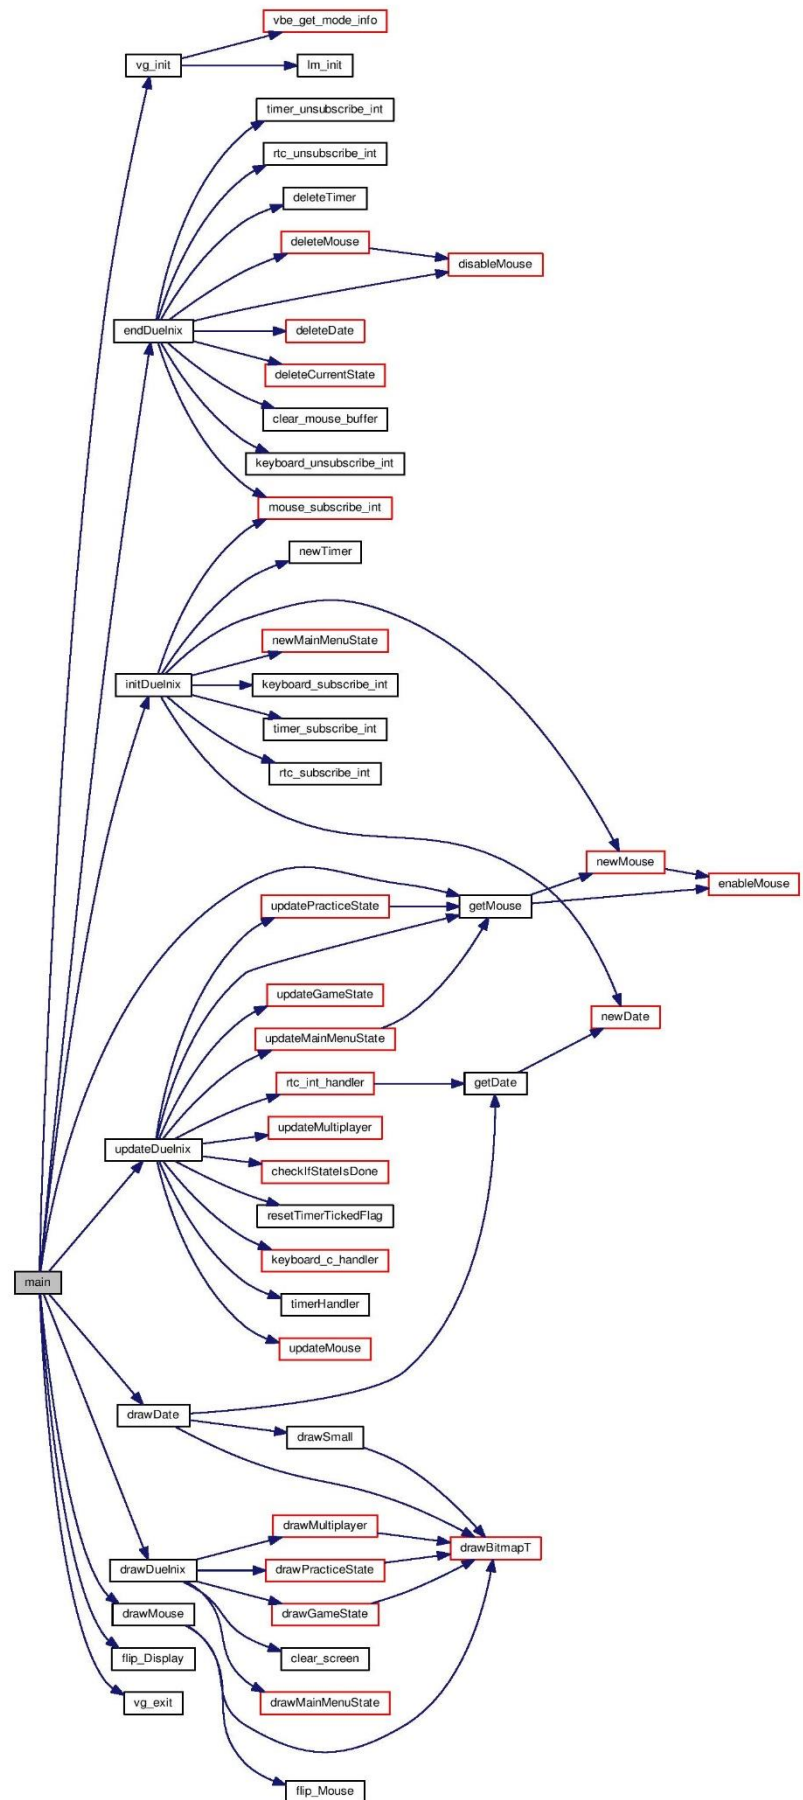 vbe_get_mode_info
vg_init
lm_init
timer_unsubscribe_int
rtc_unsubscribe_int
deleteTimer
deleteMouse
disableMouse
endDuelnix
deleteDate
deleteCurrentState
clear_mouse_buffer
keyboard_unsubscribe_int
mouse_subscribe_int
newTimer
newMainMenuState
initDuelnix
keyboard_subscribe_int
timer_subscribe_int
rtc_subscribe_int
newMouse
enableMouse
updatePracticeState
getMouse
updateGameState
newDate
updateMainMenuState
rtc_int_handler
getDate
updateMultiplayer
updateDuelnix
checkIfStateIsDone
resetTimerTickedFlag
keyboard_c_handler
main
timerHandler
updateMouse
drawDate
drawSmall
drawMultiplayer
drawBitmapT
drawDuelnix
drawPracticeState
drawMouse
drawGameState
flip_Display
clear_screen
vg_exit
drawMainMenuState
flip_Mouse